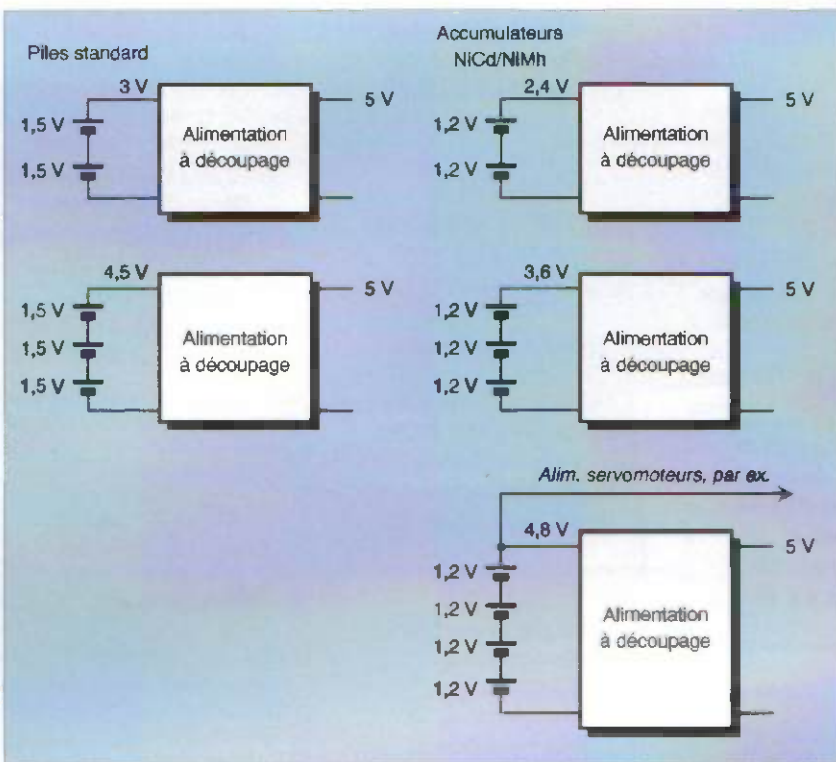 Piles standard
3 V
1,5 V
1,5 V
Alimentation
à découpage
5 V
4,5 V
1,5 V
1,5 V
1,5 V
Alimentation
à découpage
5 V
Accumulateurs
NiCd/NiMh
2,4 V
1,2 V
1,2 V
Alimentation
à découpage
5 V
3,6 V
1,2 V
1,2 V
1,2 V
Alimentation
à découpage
5 V
Alim. servomoteurs, par ex.
4,8 V
1,2 V
1,2 V
1,2 V
1,2 V
Alimentation
à découpage
5 V